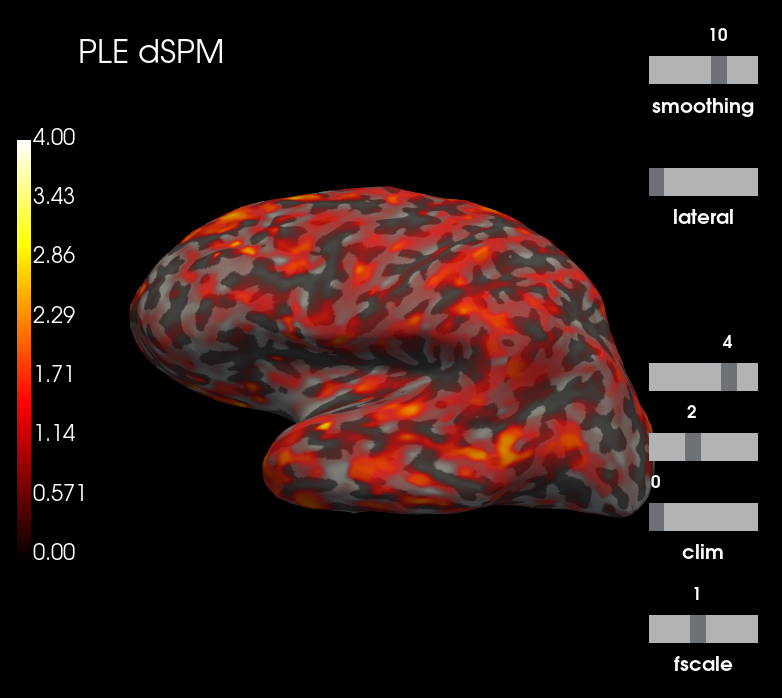 PLE dSPM
4.00
3.43
2.86
2.29
1.71
1.14
0.571
0.00
10
smoothing
lateral
4
2
0
clim
1
fscale